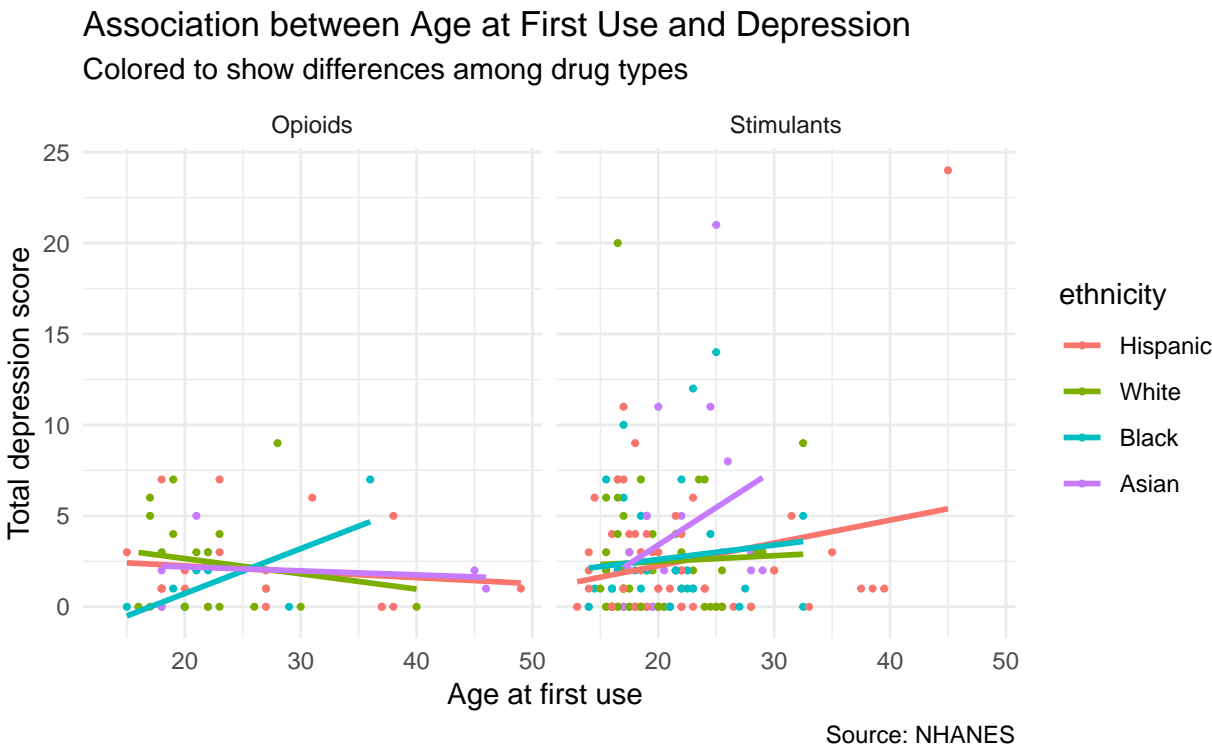 Association between Age at First Use and Depression
Colored to show differences among drug types
Opioids
Stimulants
Total depression score
25
20
15
10
5
0
20 30 40 50
20 30 40 50
Age at first use
ethnicity
Hispanic
White
Black
Asian
Source: NHANES